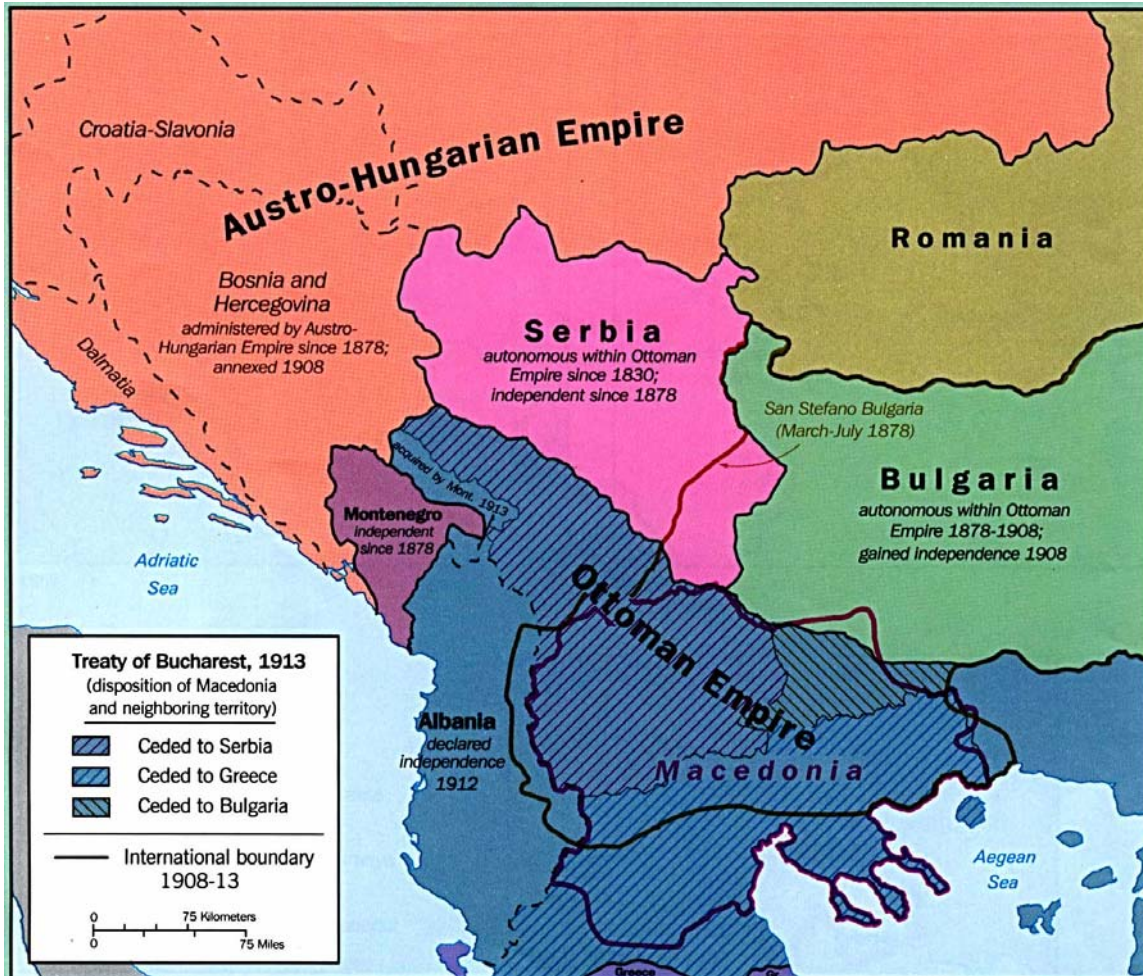 Croatia-Slavonia
Austro-Hungarian Empire
Romania
Bosnia and
Hercegovina
administered by Austro-
Hungarian Empire since 1878;
annexed 1908
Dalmatia
Serbia
autonomous within Ottoman
Empire since 1830;
independent since 1878
San Stefano Bulgaria
(March-July 1878)
Bulgaria
autonomous within Ottoman
Empire 1878-1908;
gained independence 1908
acquired by Mont. 1913
Montenegro
independent
since 1878
Adriatic
Sea
Ottoman Empire
Albania
declared
independence
1912
Macedonia
Aegean
Sea
Treaty of Bucharest, 1913
(disposition of Macedonia
and neighboring territory)
Ceded to Serbia
Ceded to Greece
Ceded to Bulgaria
International boundary
1908-13
0 75 Kilometers
0 75 Miles
Greece
Gr.